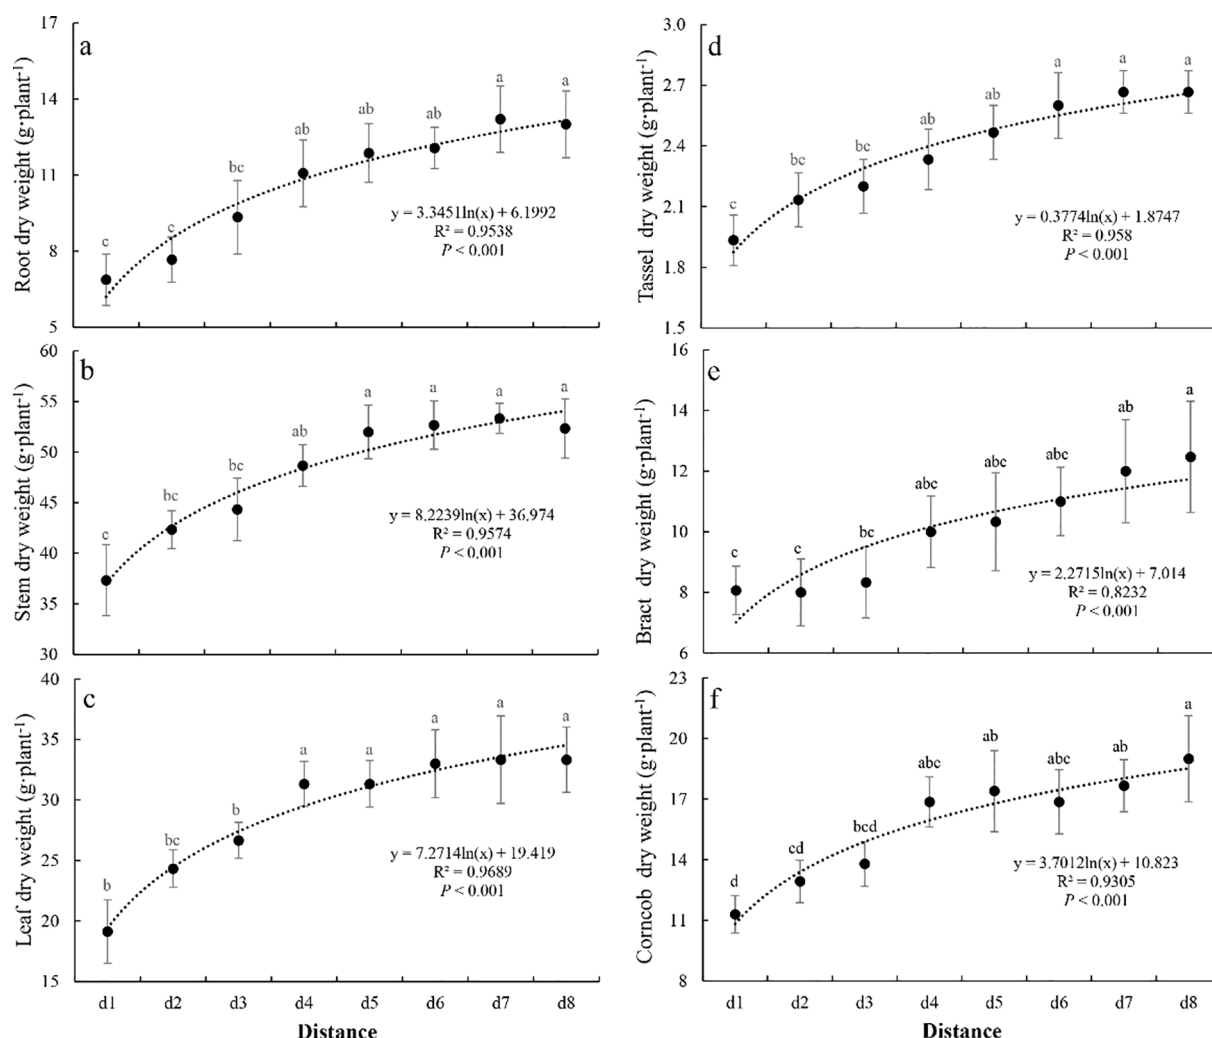 a
Root dry weight (g·plant⁻¹)
17
14
11
8
5
c
c
bc
ab
ab
ab
a
a
y = 3.3451ln(x) + 6.1992
R² = 0.9538
P < 0.001
b
Stem dry weight (g·plant⁻¹)
60
55
50
45
40
35
30
c
bc
bc
ab
a
a
a
a
y = 8.2239ln(x) + 36.974
R² = 0.9574
P < 0.001
c
Leaf dry weight (g·plant⁻¹)
40
35
30
25
20
15
b
bc
b
a
a
a
a
a
y = 7.2714ln(x) + 19.419
R² = 0.9689
P < 0.001
d1 d2 d3 d4 d5 d6 d7 d8
Distance
d
Tassel dry weight (g·plant⁻¹)
3.0
2.7
2.4
2.1
1.8
1.5
c
bc
bc
ab
ab
a
a
a
y = 0.3774ln(x) + 1.8747
R² = 0.958
P < 0.001
e
Bract dry weight (g·plant⁻¹)
16
14
12
10
8
6
c
c
bc
abc
abc
abc
ab
a
y = 2.2715ln(x) + 7.014
R² = 0.8232
P < 0.001
f
Corncob dry weight (g·plant⁻¹)
23
20
17
14
11
8
d
cd
bcd
abc
ab
abc
ab
a
y = 3.7012ln(x) + 10.823
R² = 0.9305
P < 0.001
d1 d2 d3 d4 d5 d6 d7 d8
Distance